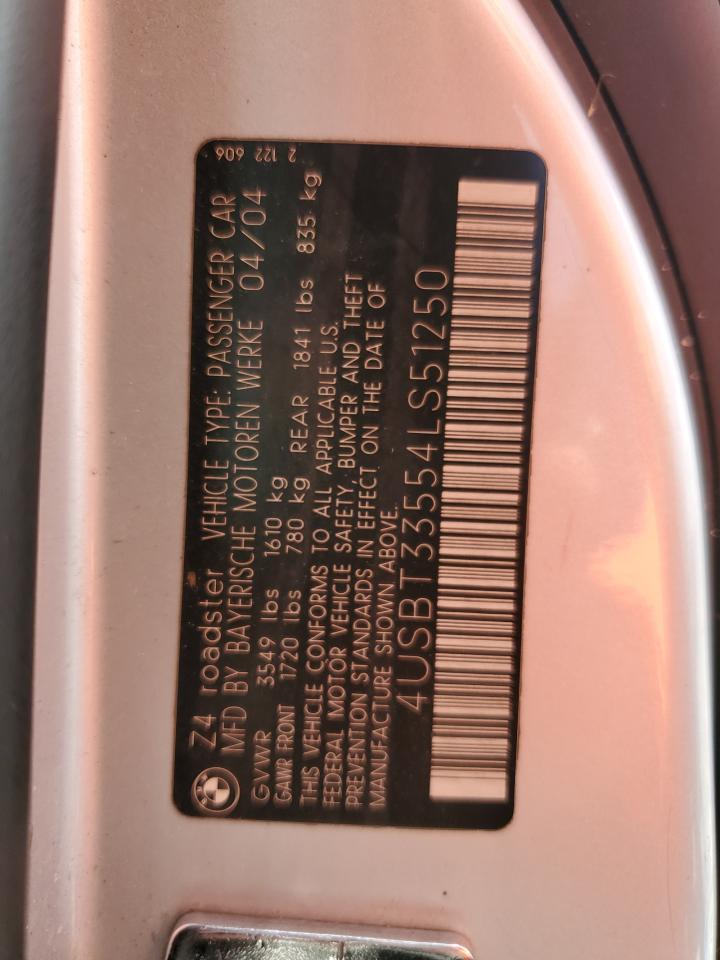 2 122 606
Z4 roadster VEHICLE TYPE: PASSENGER CAR
MFD BY BAYERISCHE MOTOREN WERKE 04/04
GVWR 3549 lbs 1610 kg
GAWR FRONT 1720 lbs 780 kg REAR 1841 lbs 835 kg
THIS VEHICLE CONFORMS TO ALL APPLICABLE U.S.
FEDERAL MOTOR VEHICLE SAFETY, BUMPER AND THEFT
PREVENTION STANDARDS IN EFFECT ON THE DATE OF
MANUFACTURE SHOWN ABOVE.
4USBT33554LS51250